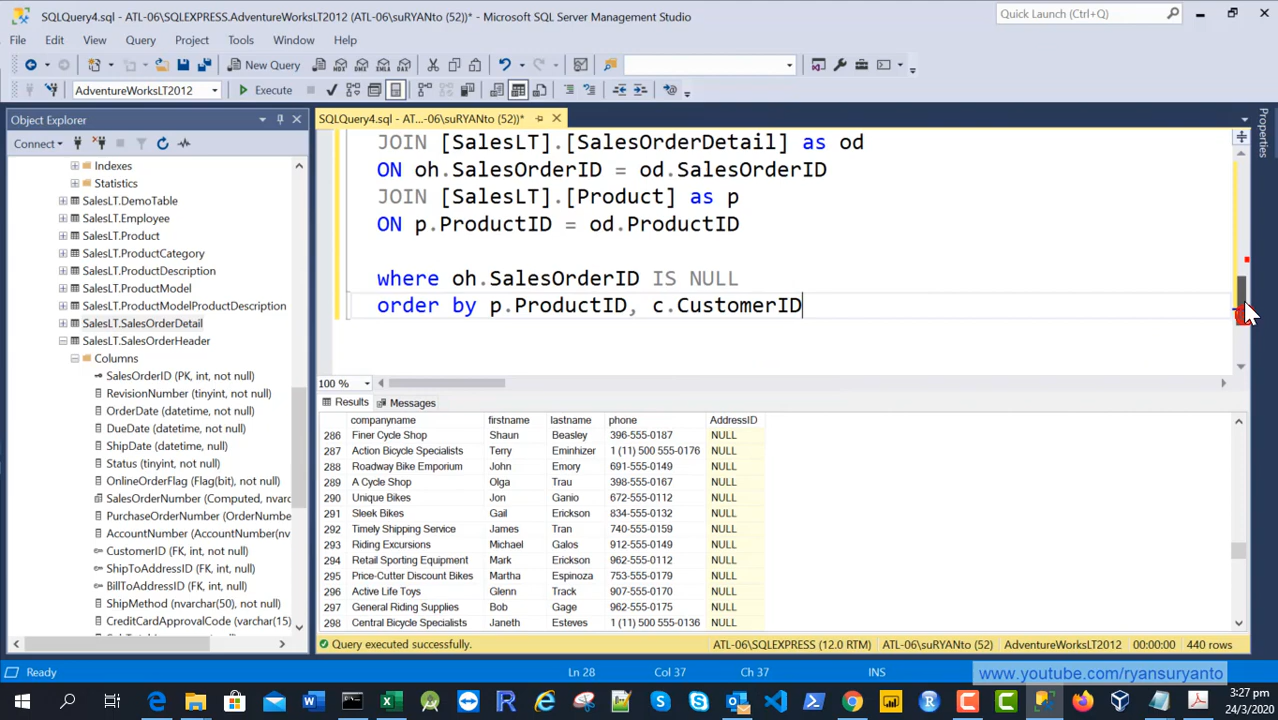 SQLQuery4.sql - ATL-06\SQLEXPRESS.AdventureWorksLT2012 (ATL-06\suRYANto (52))* - Microsoft SQL Server Management Studio
Quick Launch (Ctrl+Q)
File Edit View Query Project Tools Window Help
New Query
AdventureWorksLT2012
Execute
Object Explorer
Connect
Indexes
Statistics
SalesLT.DemoTable
SalesLT.Employee
SalesLT.Product
SalesLT.ProductCategory
SalesLT.ProductDescription
SalesLT.ProductModel
SalesLT.ProductModelProductDescription
SalesLT.SalesOrderDetail
SalesLT.SalesOrderHeader
Columns
SalesOrderID (PK, int, not null)
RevisionNumber (tinyint, not null)
OrderDate (datetime, not null)
DueDate (datetime, not null)
ShipDate (datetime, null)
Status (tinyint, not null)
OnlineOrderFlag (Flag(bit), not null)
SalesOrderNumber (Computed, nvarc
PurchaseOrderNumber (OrderNumbe
AccountNumber (AccountNumber(nv
CustomerID (FK, int, not null)
ShipToAddressID (FK, int, null)
BillToAddressID (FK, int, null)
ShipMethod (nvarchar(50), not null)
CreditCardApprovalCode (varchar(15)
SQLQuery4.sql - AT...-06\suRYANto (52))*
JOIN [SalesLT].[SalesOrderDetail] as od
ON oh.SalesOrderID = od.SalesOrderID
JOIN [SalesLT].[Product] as p
ON p.ProductID = od.ProductID
where oh.SalesOrderID IS NULL
order by p.ProductID, c.CustomerID
Properties
100 %
Results Messages
companyname firstname lastname phone AddressID
286 Finer Cycle Shop Shaun Beasley 396-555-0187 NULL
287 Action Bicycle Specialists Terry Eminhizer 1 (11) 500 555-0176 NULL
288 Roadway Bike Emporium John Emory 691-555-0149 NULL
289 A Cycle Shop Olga Trau 398-555-0167 NULL
290 Unique Bikes Jon Ganio 672-555-0112 NULL
291 Sleek Bikes Gail Erickson 834-555-0132 NULL
292 Timely Shipping Service James Tran 740-555-0159 NULL
293 Riding Excursions Michael Galos 912-555-0149 NULL
294 Retail Sporting Equipment Mark Erickson 962-555-0112 NULL
295 Price-Cutter Discount Bikes Martha Espinoza 753-555-0179 NULL
296 Active Life Toys Glenn Track 907-555-0170 NULL
297 General Riding Supplies Bob Gage 962-555-0175 NULL
298 Central Bicycle Specialists Janeth Esteves 1 (11) 500 555-0136 NULL
Query executed successfully. ATL-06\SQLEXPRESS (12.0 RTM) ATL-06\suRYANto (52) AdventureWorksLT2012 00:00:00 440 rows
Ready Ln 28 Col 37 Ch 37 INS
www.youtube.com/ryansuryanto
3:27 pm
24/3/2020